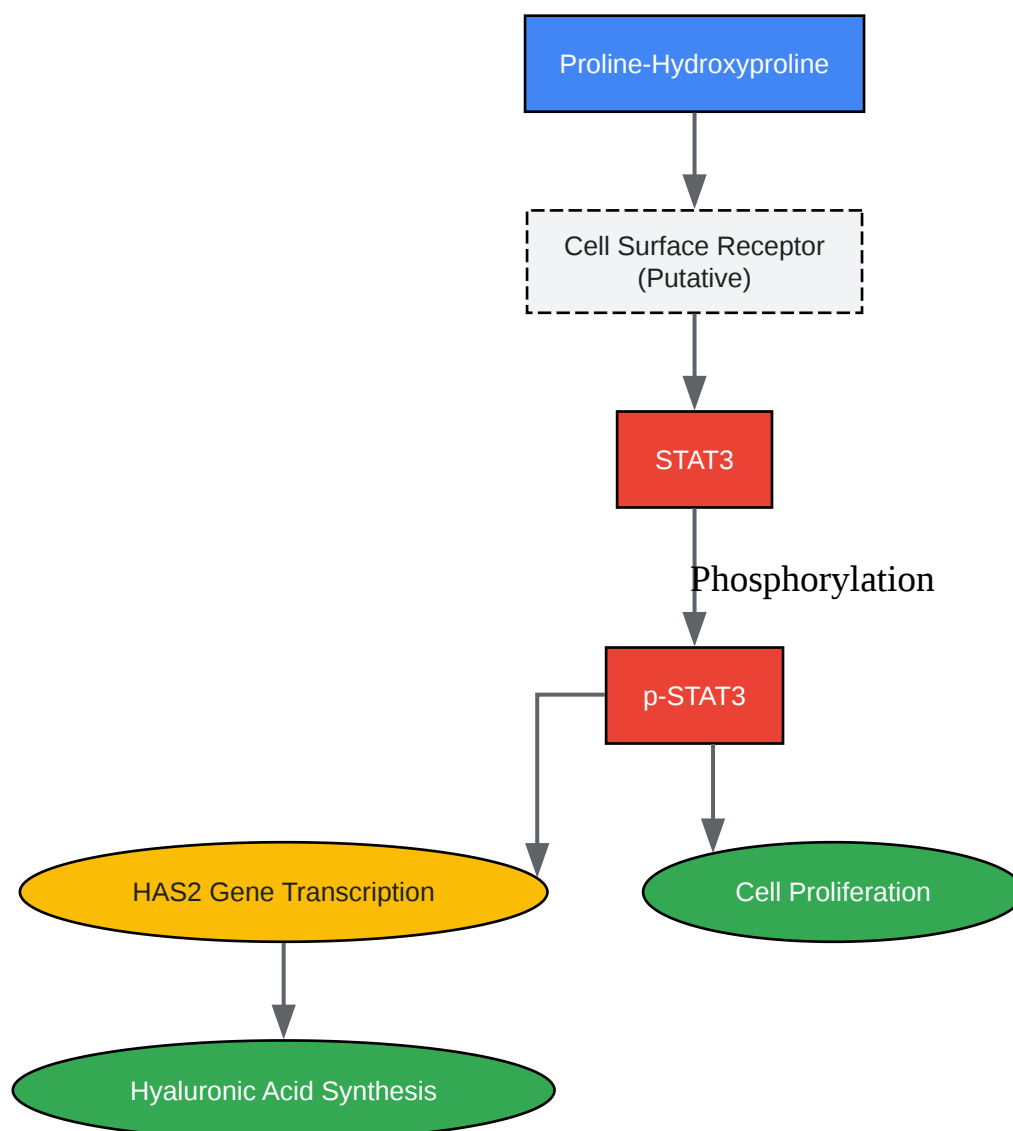 Proline-Hydroxyproline
Cell Surface Receptor
(Putative)
STAT3
Phosphorylation
p-STAT3
HAS2 Gene Transcription
Cell Proliferation
Hyaluronic Acid Synthesis